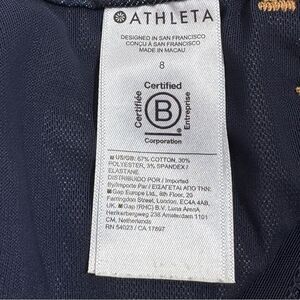 ATHLETA
DESIGNED IN SAN FRANCISCO
CONÇU À SAN FRANCISCO
MADE IN MACAU
8
Certified
Certifiée
B
Entreprise
Corporation
US/GB: 67% COTTON, 30%
POLYESTER, 3% SPANDEX /
ELASTANE.
DISTRIBUIDO POR / Imported
By/Importe Par / ΕΙΣΑΓΕΤΑΙ ΑΠΟ ΤΗΝ:
Gap Europe Ltd., 8th Floor, 20
Farringdon Street, London, EC4A 4AB,
UK. Gap (RHC) B.V. Luna ArenA,
Herikerbergweg 238 Amsterdam 1101
CM, Netherlands
RN 54023 / CA 17897